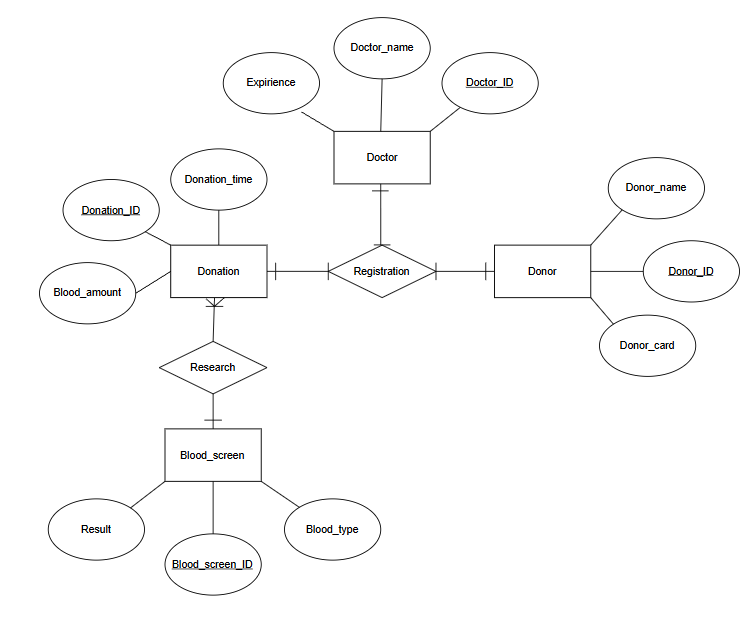 Doctor_name
Expirience
Doctor_ID
Doctor
Donation_time
Donor_name
Donation_ID
Donation
Registration
Donor
Donor_ID
Blood_amount
Donor_card
Research
Blood_screen
Result
Blood_type
Blood_screen_ID